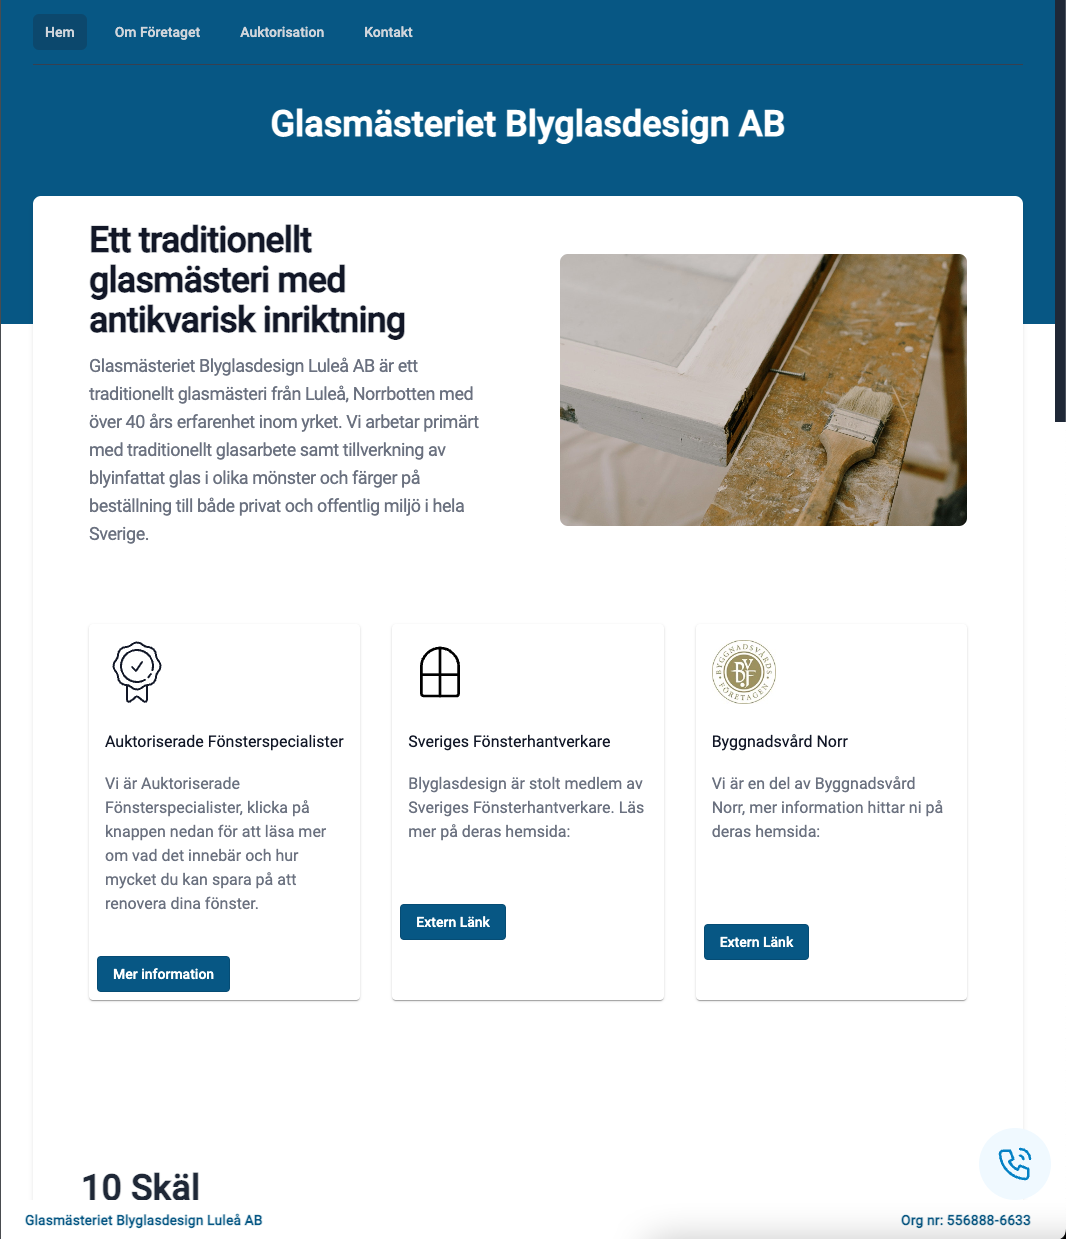 Hem
Om Företaget
Auktorisation
Kontakt
Glasmästeriet Blyglasdesign AB
Ett traditionellt
glasmästeri med
antikvarisk inriktning
Glasmästeriet Blyglasdesign Luleå AB är ett
traditionellt glasmästeri från Luleå, Norrbotten med
över 40 års erfarenhet inom yrket. Vi arbetar primärt
med traditionellt glasarbete samt tillverkning av
blyinfattat glas i olika mönster och färger på
beställning till både privat och offentlig miljö i hela
Sverige.
Auktoriserade Fönsterspecialister
Vi är Auktoriserade
Fönsterspecialister, klicka på
knappen nedan för att läsa mer
om vad det innebär och hur
mycket du kan spara på att
renovera dina fönster.
Mer information
Sveriges Fönsterhantverkare
Blyglasdesign är stolt medlem av
Sveriges Fönsterhantverkare. Läs
mer på deras hemsida:
Extern Länk
BYGGNADSVÅRDS
FÖRETAGEN
BVF
Byggnadsvård Norr
Vi är en del av Byggnadsvård
Norr, mer information hittar ni på
deras hemsida:
Extern Länk
10 Skäl
Glasmästeriet Blyglasdesign Luleå AB
Org nr: 556888-6633